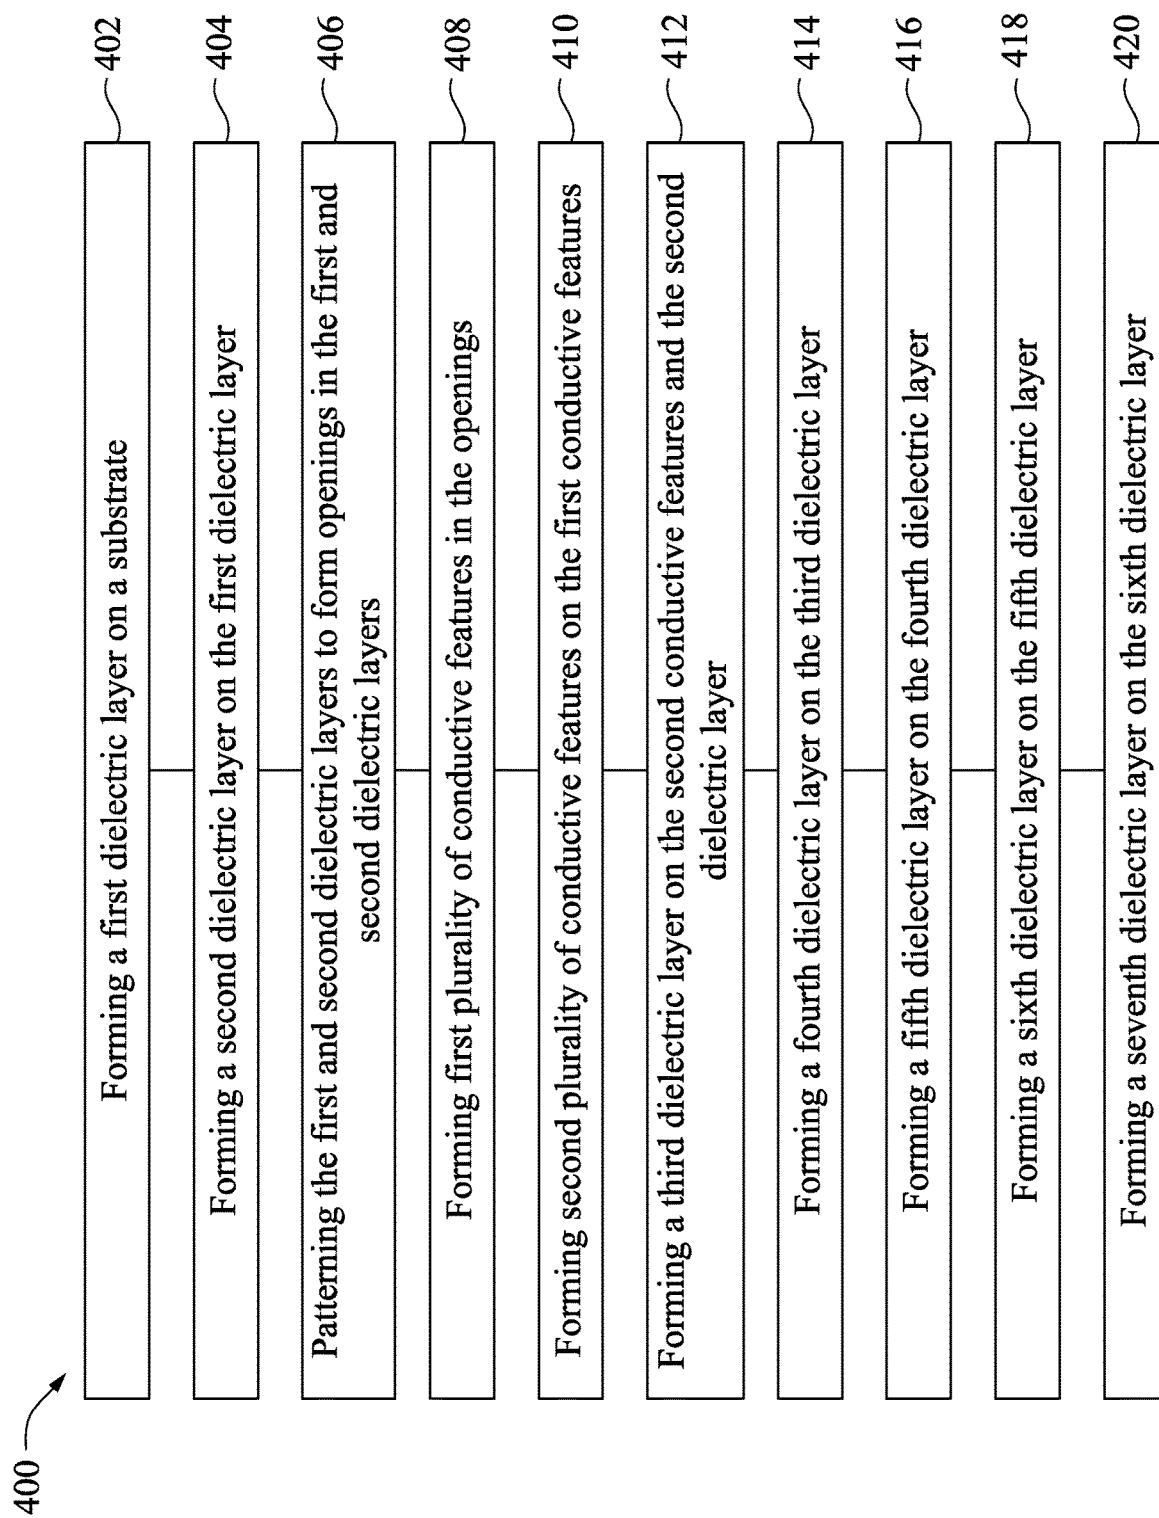 400
Forming a first dielectric layer on a substrate
402
Forming a second dielectric layer on the first dielectric layer
404
Patterning the first and second dielectric layers to form openings in the first and
second dielectric layers
406
Forming first plurality of conductive features in the openings
408
Forming second plurality of conductive features on the first conductive features
410
Forming a third dielectric layer on the second conductive features and the second
dielectric layer
412
Forming a fourth dielectric layer on the third dielectric layer
414
Forming a fifth dielectric layer on the fourth dielectric layer
416
Forming a sixth dielectric layer on the fifth dielectric layer
418
Forming a seventh dielectric layer on the sixth dielectric layer
420